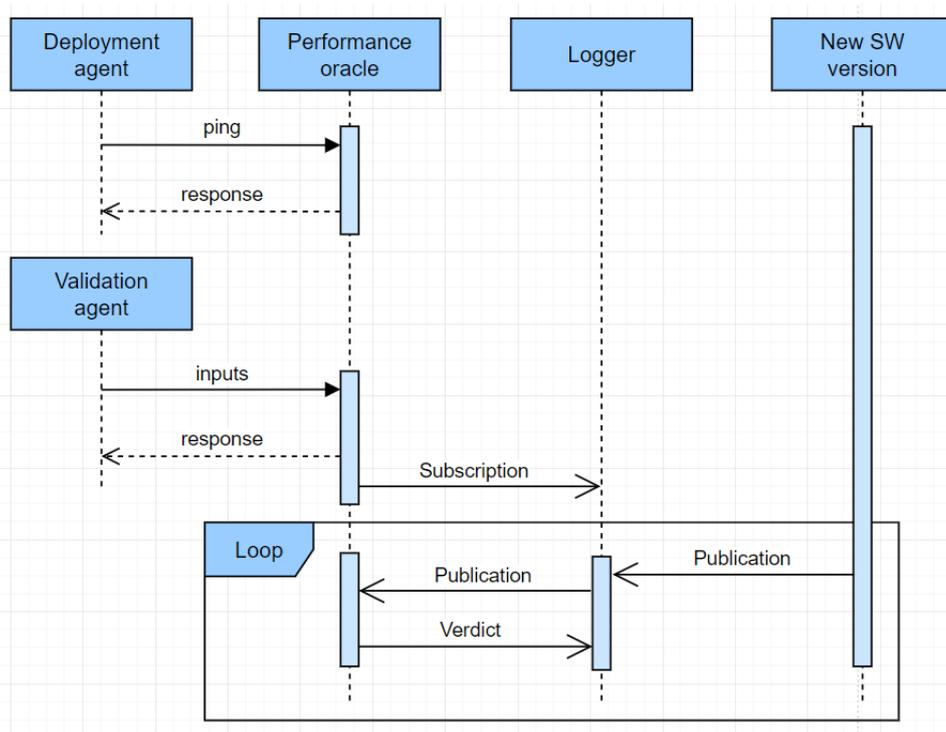 Deployment
agent
Performance
oracle
Logger
New SW
version
ping
response
Validation
agent
inputs
response
Subscription
Loop
Publication
Publication
Verdict